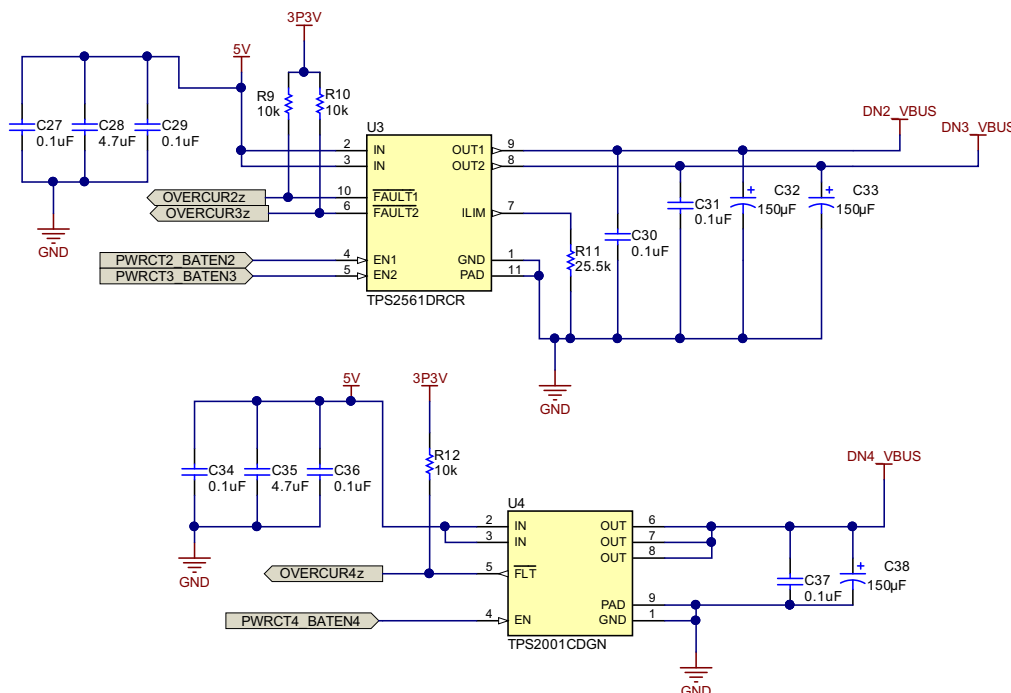 3P3V
5V
R9
10k
R10
10k
C27
0.1uF
C28
4.7uF
C29
0.1uF
GND
U3
2 IN
3 IN
10 FAULT1
6 FAULT2
4 EN1
5 EN2
OUT1 9
OUT2 8
ILIM 7
GND 1
PAD 11
TPS2561DRCR
OVERCUR2z
OVERCUR3z
PWRCT2_BATEN2
PWRCT3_BATEN3
DN2_VBUS
DN3_VBUS
R11
25.5k
C30
0.1uF
C31
0.1uF
+
C32
150µF
+
C33
150µF
GND
5V
3P3V
C34
0.1uF
C35
4.7uF
C36
0.1uF
GND
R12
10k
U4
2 IN
3 IN
5 FLT
4 EN
OUT 6
OUT 7
OUT 8
PAD 9
GND 1
TPS2001CDGN
OVERCUR4z
PWRCT4_BATEN4
DN4_VBUS
C37
0.1uF
+
C38
150µF
GND